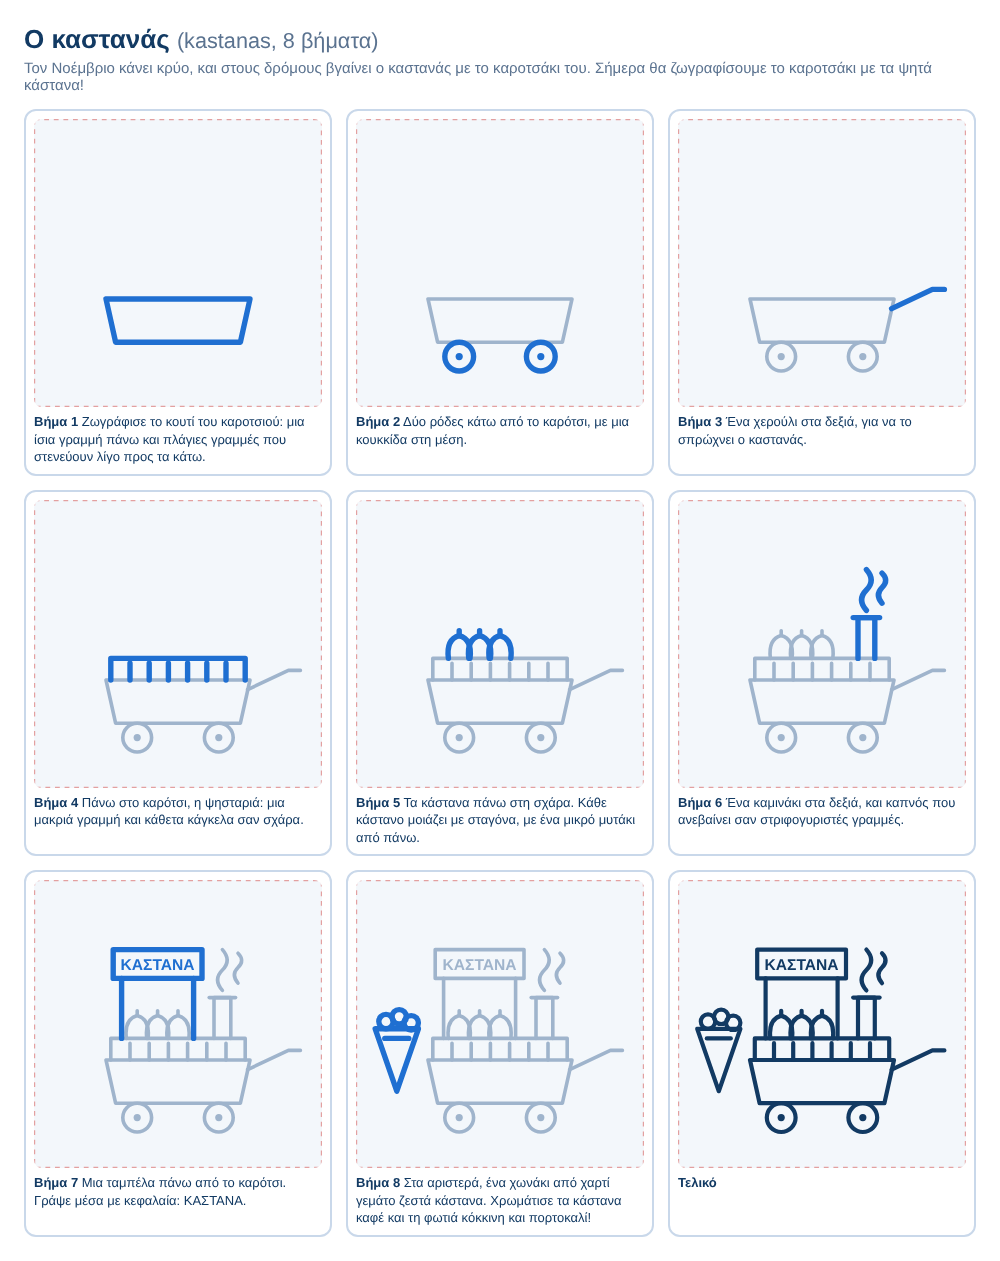 Ο καστανάς (kastanas, 8 βήματα)
Τον Νοέμβριο κάνει κρύο, και στους δρόμους βγαίνει ο καστανάς με το καροτσάκι του. Σήμερα θα ζωγραφίσουμε το καροτσάκι με τα ψητά
κάστανα!
Βήμα 1 Ζωγράφισε το κουτί του καροτσιού: μια
ίσια γραμμή πάνω και πλάγιες γραμμές που
στενεύουν λίγο προς τα κάτω.
Βήμα 2 Δύο ρόδες κάτω από το καρότσι, με μια
κουκκίδα στη μέση.
Βήμα 3 Ένα χερούλι στα δεξιά, για να το
σπρώχνει ο καστανάς.
Βήμα 4 Πάνω στο καρότσι, η ψησταριά: μια
μακριά γραμμή και κάθετα κάγκελα σαν σχάρα.
Βήμα 5 Τα κάστανα πάνω στη σχάρα. Κάθε
κάστανο μοιάζει με σταγόνα, με ένα μικρό μυτάκι
από πάνω.
Βήμα 6 Ένα καμινάκι στα δεξιά, και καπνός που
ανεβαίνει σαν στριφογυριστές γραμμές.
ΚΑΣΤΑΝΑ
Βήμα 7 Μια ταμπέλα πάνω από το καρότσι.
Γράψε μέσα με κεφαλαία: ΚΑΣΤΑΝΑ.
ΚΑΣΤΑΝΑ
Βήμα 8 Στα αριστερά, ένα χωνάκι από χαρτί
γεμάτο ζεστά κάστανα. Χρωμάτισε τα κάστανα
καφέ και τη φωτιά κόκκινη και πορτοκαλί!
ΚΑΣΤΑΝΑ
Τελικό